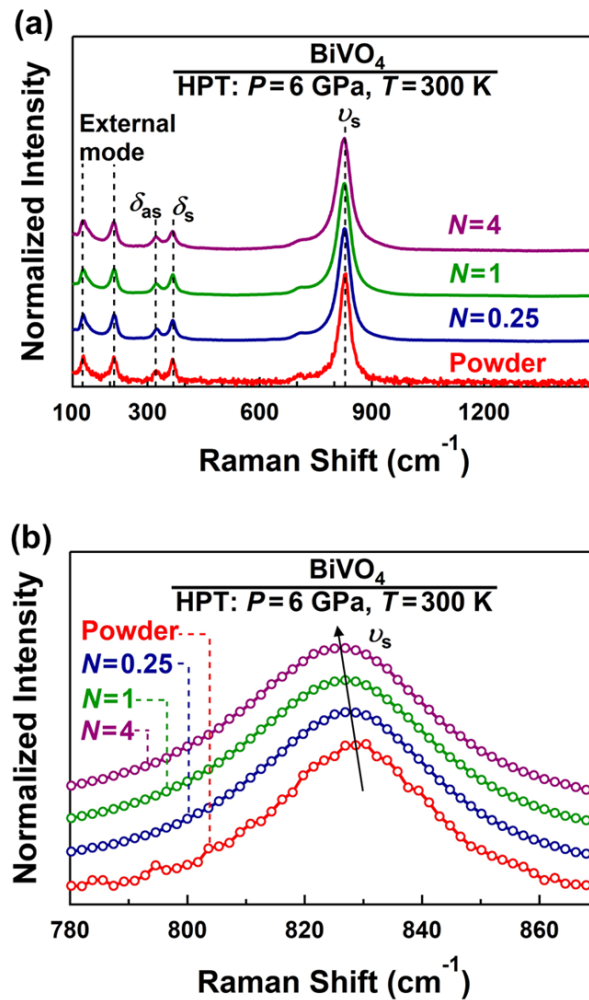 (a)
BiVO₄
HPT: P = 6 GPa, T = 300 K
External
mode
δas
δs
υs
N=4
N=1
N=0.25
Powder
Normalized Intensity
100 300 600 900 1200
Raman Shift (cm⁻¹)
(b)
BiVO₄
HPT: P = 6 GPa, T = 300 K
Powder
υs
N=0.25
N=1
N=4
Normalized Intensity
780 800 820 840 860
Raman Shift (cm⁻¹)